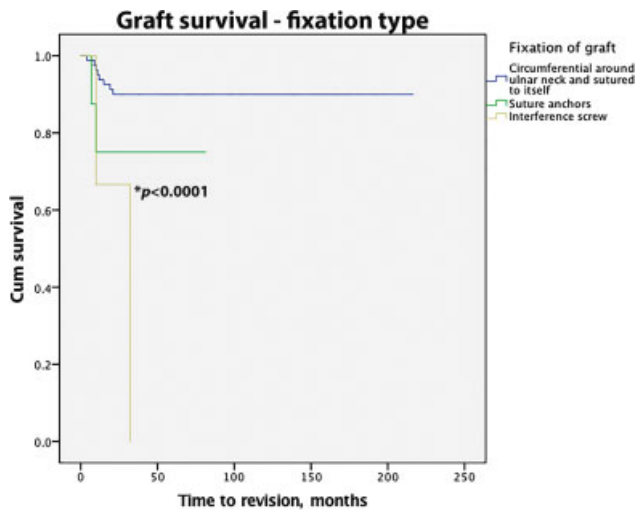 Graft survival - fixation type
Fixation of graft
Circumferential around
ulnar neck and sutured
to itself
Suture anchors
Interference screw
*p<0.0001
Cum survival
1.0
0.8
0.6
0.4
0.2
0.0
0 50 100 150 200 250
Time to revision, months